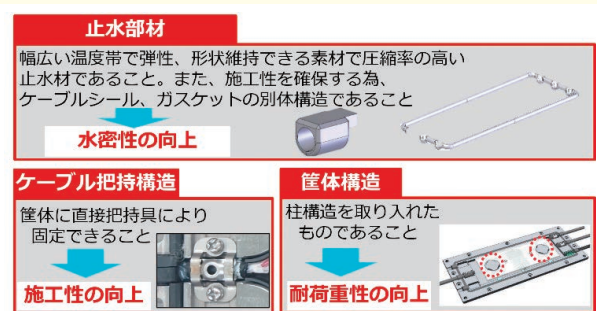 止水部材
幅広い温度帯で弾性、形状維持できる素材で圧縮率の高い
止水材であること。また、施工性を確保する為、
ケーブルシール、ガスケットの別体構造であること
水密性の向上
ケーブル把持構造
筐体に直接把持具により
固定できること
施工性の向上
筐体構造
柱構造を取り入れた
ものであること
耐荷重性の向上